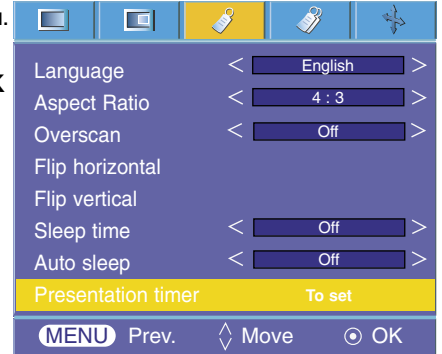 Language < English >
Aspect Ratio < 4 : 3 >
Overscan < Off >
Flip horizontal
Flip vertical
Sleep time < Off >
Auto sleep < Off >
Presentation timer To set
MENU Prev. Move OK